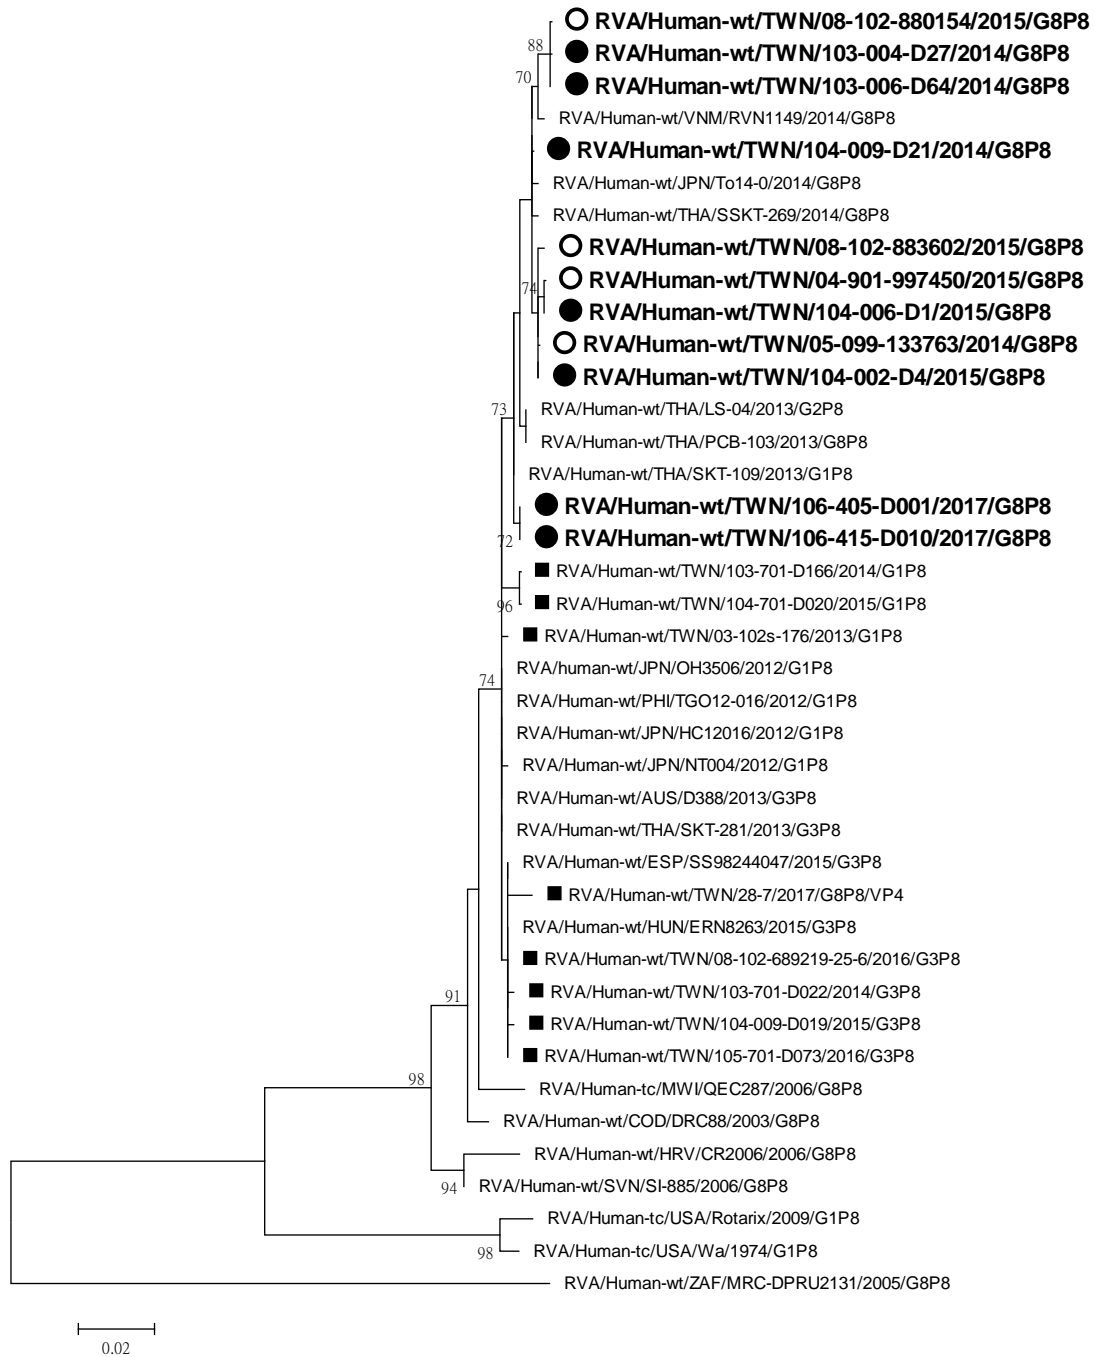 RVA/Human-wt/TWN/08-102-880154/2015/G8P8
88
RVA/Human-wt/TWN/103-004-D27/2014/G8P8
70
RVA/Human-wt/TWN/103-006-D64/2014/G8P8
RVA/Human-wt/VNM/RVN1149/2014/G8P8
RVA/Human-wt/TWN/104-009-D21/2014/G8P8
RVA/Human-wt/JPN/To14-0/2014/G8P8
RVA/Human-wt/THA/SSKT-269/2014/G8P8
RVA/Human-wt/TWN/08-102-883602/2015/G8P8
RVA/Human-wt/TWN/04-901-997450/2015/G8P8
74
RVA/Human-wt/TWN/104-006-D1/2015/G8P8
RVA/Human-wt/TWN/05-099-133763/2014/G8P8
RVA/Human-wt/TWN/104-002-D4/2015/G8P8
73
RVA/Human-wt/THA/LS-04/2013/G2P8
RVA/Human-wt/THA/PCB-103/2013/G8P8
RVA/Human-wt/THA/SKT-109/2013/G1P8
RVA/Human-wt/TWN/106-405-D001/2017/G8P8
RVA/Human-wt/TWN/106-415-D010/2017/G8P8
72
RVA/Human-wt/TWN/103-701-D166/2014/G1P8
RVA/Human-wt/TWN/104-701-D020/2015/G1P8
96
RVA/Human-wt/TWN/03-102s-176/2013/G1P8
RVA/human-wt/JPN/OH3506/2012/G1P8
74
RVA/Human-wt/PHI/TGO12-016/2012/G1P8
RVA/Human-wt/JPN/HC12016/2012/G1P8
RVA/Human-wt/JPN/NT004/2012/G1P8
RVA/Human-wt/AUS/D388/2013/G3P8
RVA/Human-wt/THA/SKT-281/2013/G3P8
RVA/Human-wt/ESP/SS98244047/2015/G3P8
RVA/Human-wt/TWN/28-7/2017/G8P8/VP4
RVA/Human-wt/HUN/ERN8263/2015/G3P8
RVA/Human-wt/TWN/08-102-689219-25-6/2016/G3P8
91
RVA/Human-wt/TWN/103-701-D022/2014/G3P8
RVA/Human-wt/TWN/104-009-D019/2015/G3P8
RVA/Human-wt/TWN/105-701-D073/2016/G3P8
98
RVA/Human-tc/MWI/QEC287/2006/G8P8
RVA/Human-wt/COD/DRC88/2003/G8P8
RVA/Human-wt/HRV/CR2006/2006/G8P8
94
RVA/Human-wt/SVN/SI-885/2006/G8P8
RVA/Human-tc/USA/Rotarix/2009/G1P8
98
RVA/Human-tc/USA/Wa/1974/G1P8
RVA/Human-wt/ZAF/MRC-DPRU2131/2005/G8P8
0.02